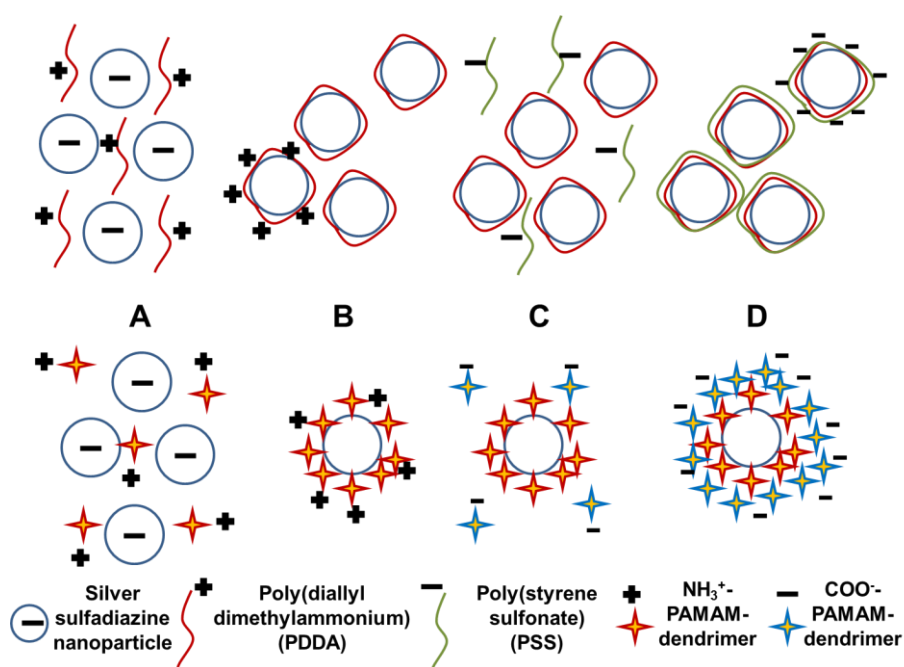 A B C D
Silver
sulfadiazine
nanoparticle
Poly(diallyl
dimethylammonium)
(PDDA)
Poly(styrene
sulfonate)
(PSS)
NH₃⁺-
PAMAM-
dendrimer
COO⁻-
PAMAM-
dendrimer